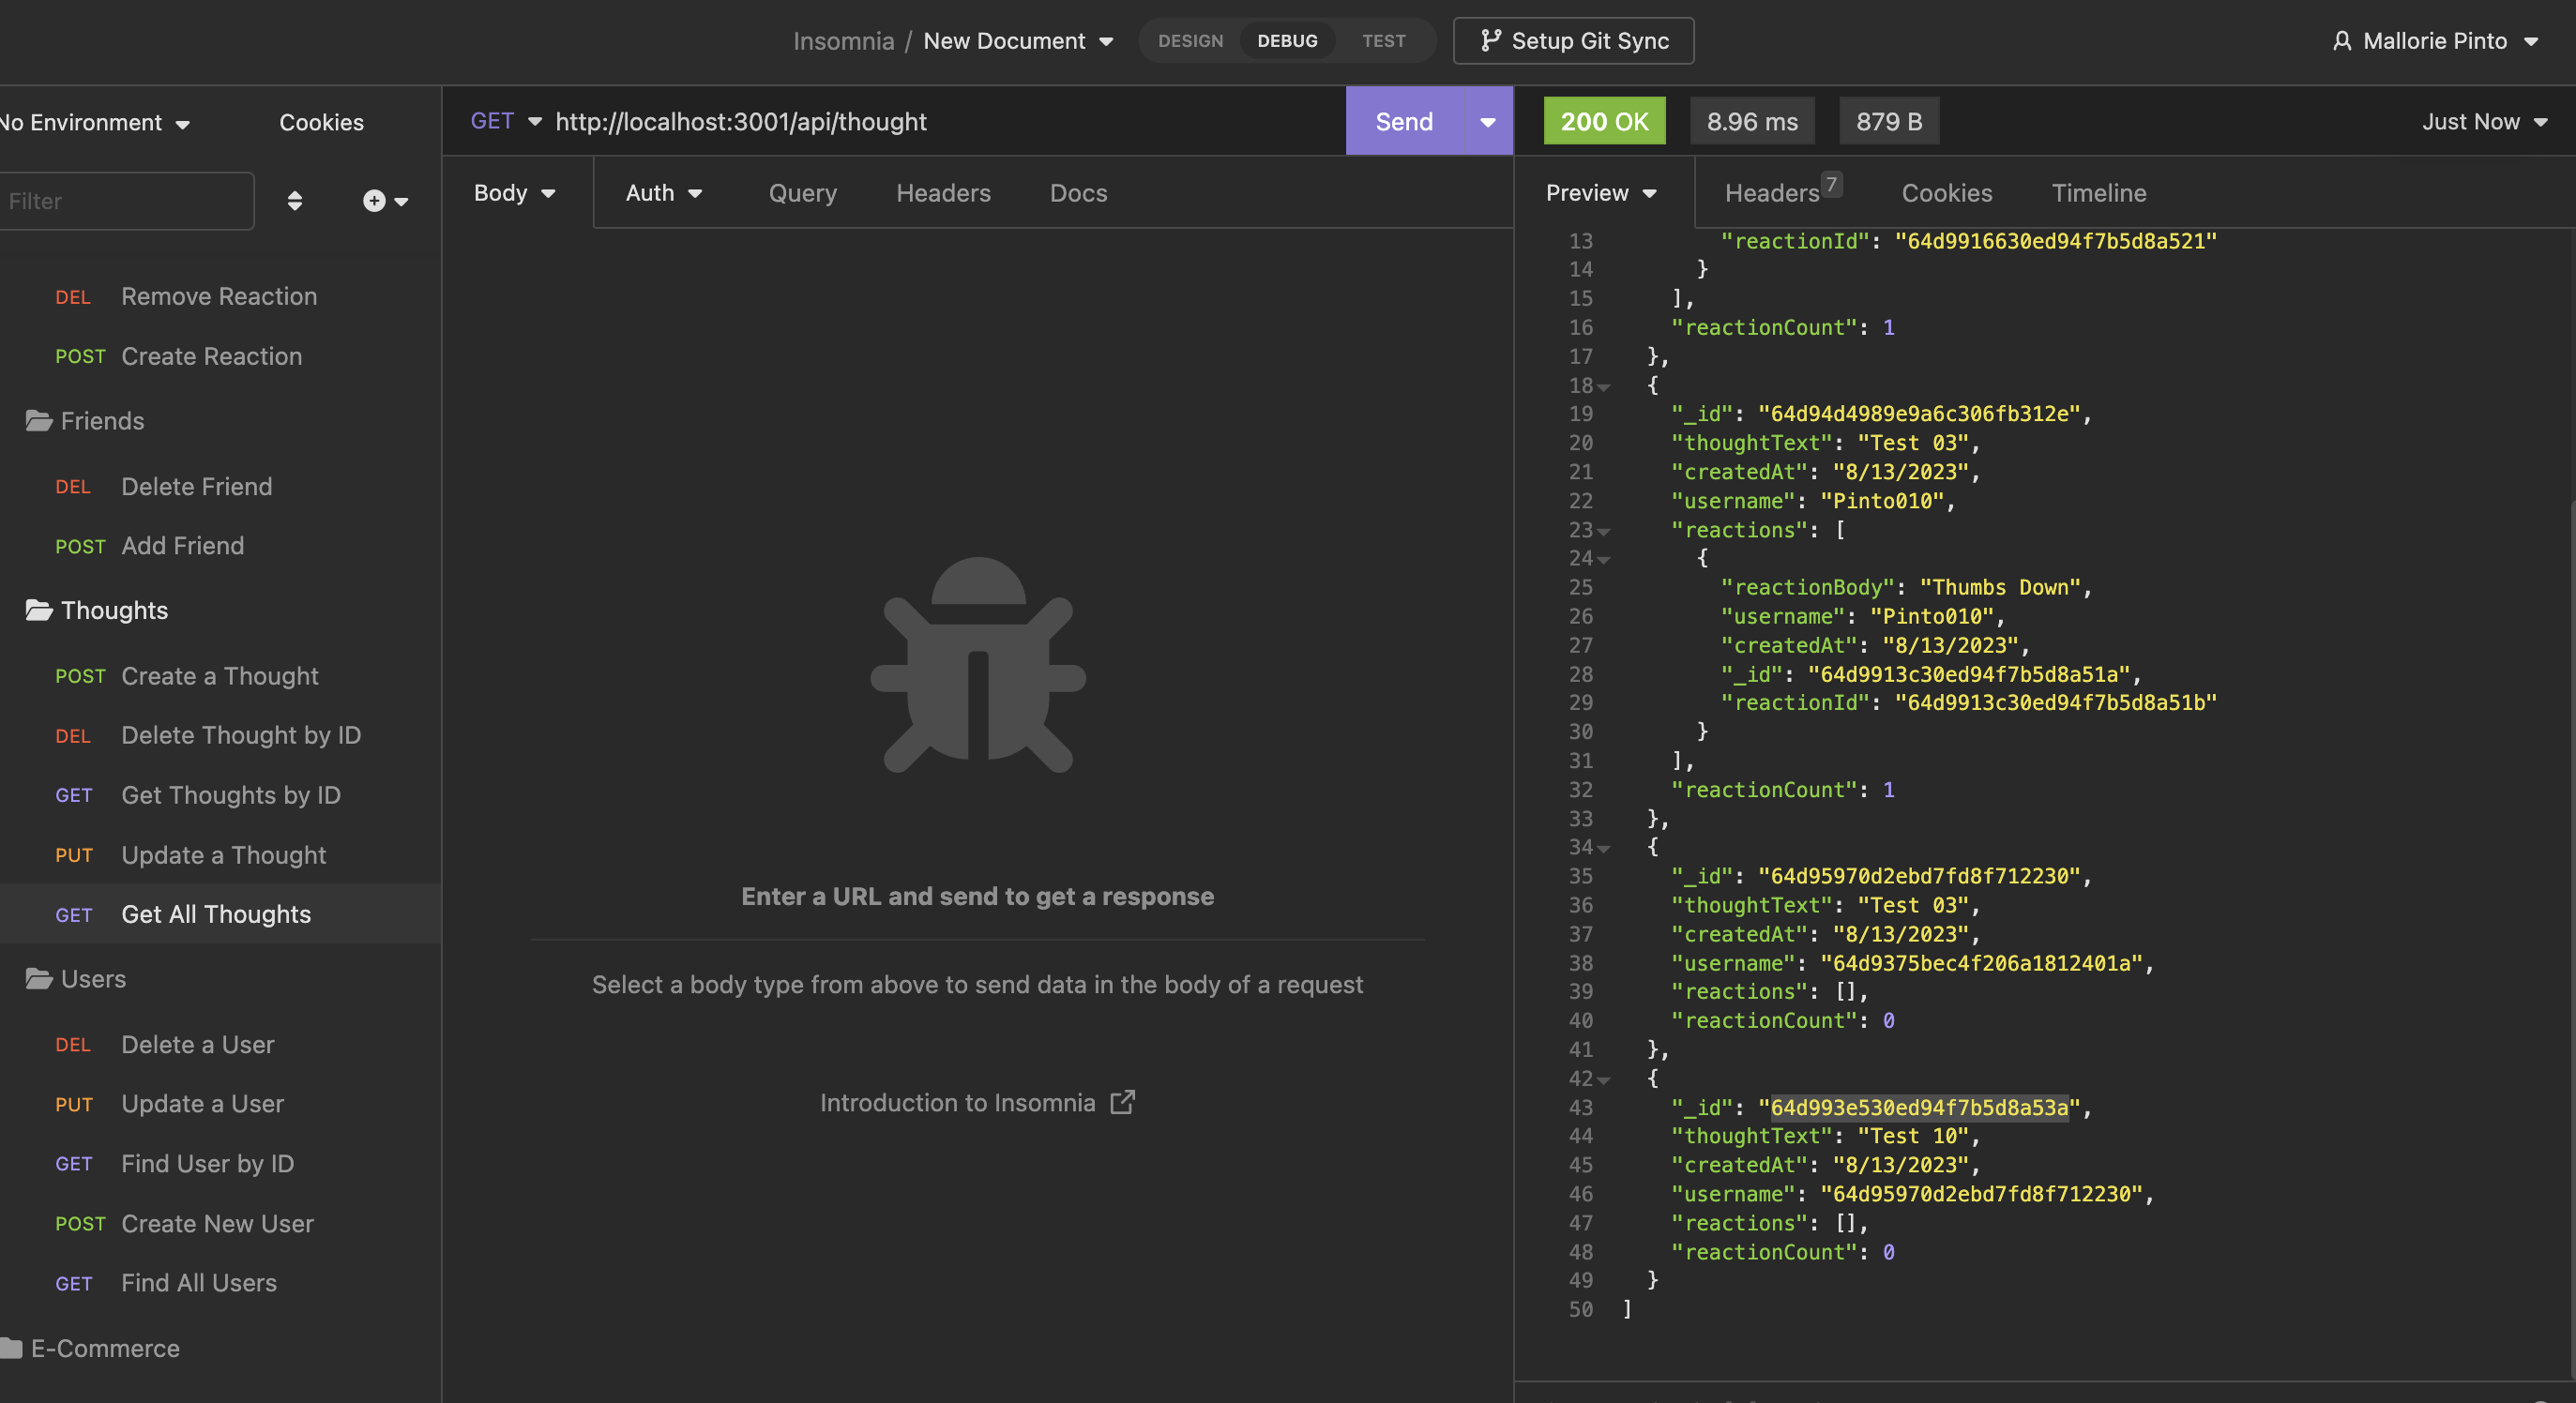 Insomnia / New Document
DESIGN DEBUG TEST
Setup Git Sync
Mallorie Pinto
No Environment
Cookies
Filter
DEL Remove Reaction
POST Create Reaction
Friends
DEL Delete Friend
POST Add Friend
Thoughts
POST Create a Thought
DEL Delete Thought by ID
GET Get Thoughts by ID
PUT Update a Thought
GET Get All Thoughts
Users
DEL Delete a User
PUT Update a User
GET Find User by ID
POST Create New User
GET Find All Users
E-Commerce
GET http://localhost:3001/api/thought Send
Body Auth Query Headers Docs
Enter a URL and send to get a response
Select a body type from above to send data in the body of a request
Introduction to Insomnia
200 OK 8.96 ms 879 B Just Now
Preview Headers 7 Cookies Timeline
13 "reactionId": "64d9916630ed94f7b5d8a521"
14 }
15 ],
16 "reactionCount": 1
17 },
18 {
19 "_id": "64d94d4989e9a6c306fb312e",
20 "thoughtText": "Test 03",
21 "createdAt": "8/13/2023",
22 "username": "Pinto010",
23 "reactions": [
24 {
25 "reactionBody": "Thumbs Down",
26 "username": "Pinto010",
27 "createdAt": "8/13/2023",
28 "_id": "64d9913c30ed94f7b5d8a51a",
29 "reactionId": "64d9913c30ed94f7b5d8a51b"
30 }
31 ],
32 "reactionCount": 1
33 },
34 {
35 "_id": "64d95970d2ebd7fd8f712230",
36 "thoughtText": "Test 03",
37 "createdAt": "8/13/2023",
38 "username": "64d9375bec4f206a1812401a",
39 "reactions": [],
40 "reactionCount": 0
41 },
42 {
43 "_id": "64d993e530ed94f7b5d8a53a",
44 "thoughtText": "Test 10",
45 "createdAt": "8/13/2023",
46 "username": "64d95970d2ebd7fd8f712230",
47 "reactions": [],
48 "reactionCount": 0
49 }
50 ]